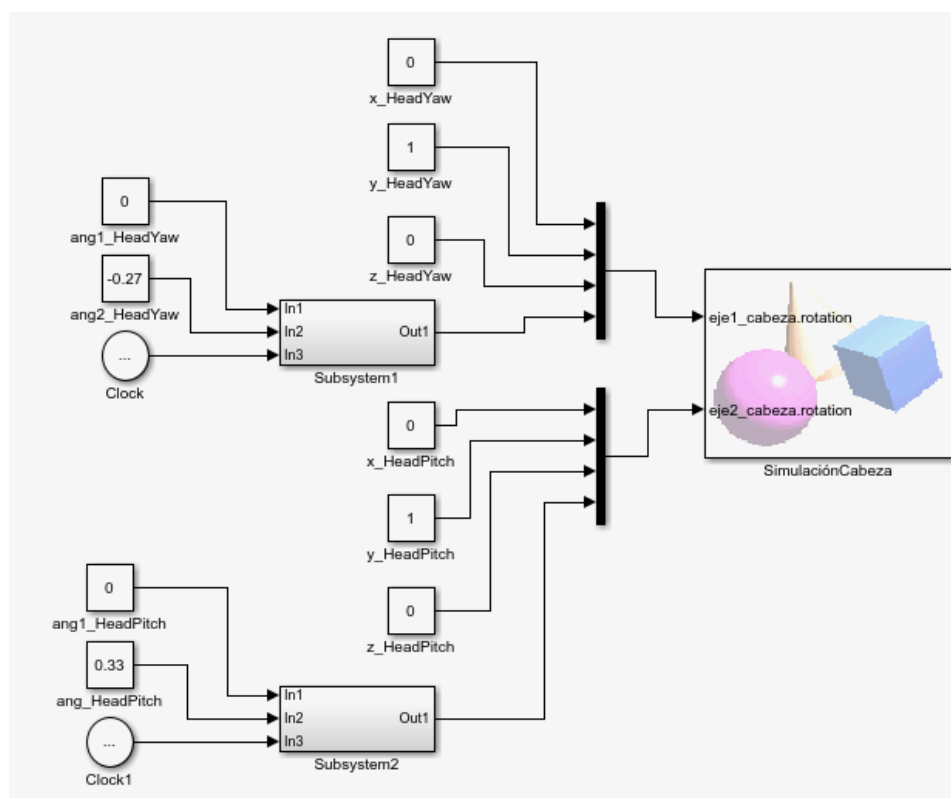 0
x_HeadYaw
1
y_HeadYaw
0
ang1_HeadYaw
0
z_HeadYaw
-0.27
ang2_HeadYaw
...
Clock
In1
In2
In3
Out1
Subsystem1
eje1_cabeza.rotation
eje2_cabeza.rotation
SimulaciónCabeza
0
x_HeadPitch
1
y_HeadPitch
0
ang1_HeadPitch
0
z_HeadPitch
0.33
ang_HeadPitch
...
Clock1
In1
In2
In3
Out1
Subsystem2